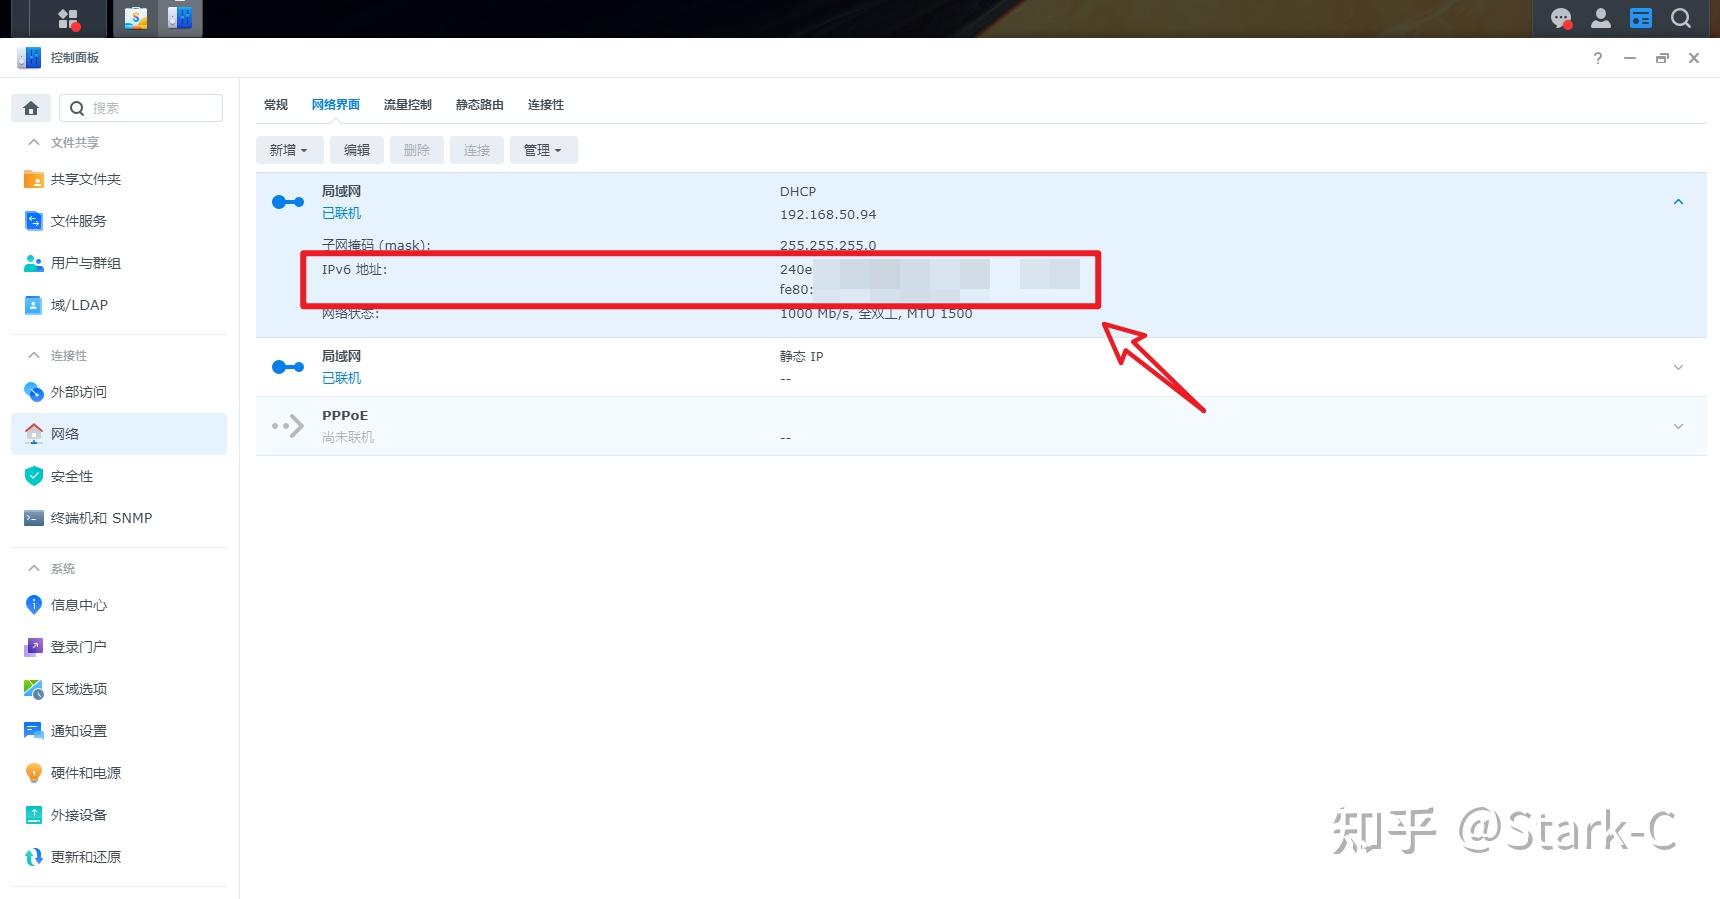 控制面板
搜索
文件共享
共享文件夹
文件服务
用户与群组
域/LDAP
连接性
外部访问
网络
安全性
终端机和 SNMP
系统
信息中心
登录门户
区域选项
通知设置
硬件和电源
外接设备
更新和还原
常规 网络界面 流量控制 静态路由 连接性
新增 编辑 删除 连接 管理
局域网 DHCP
已联机 192.168.50.94
子网掩码 (mask): 255.255.255.0
IPv6 地址: 240e
fe80:
网络状态: 1000 Mb/s, 全双工, MTU 1500
局域网 静态 IP
已联机 --
PPPoE
尚未联机 --
知乎 @Stark-C